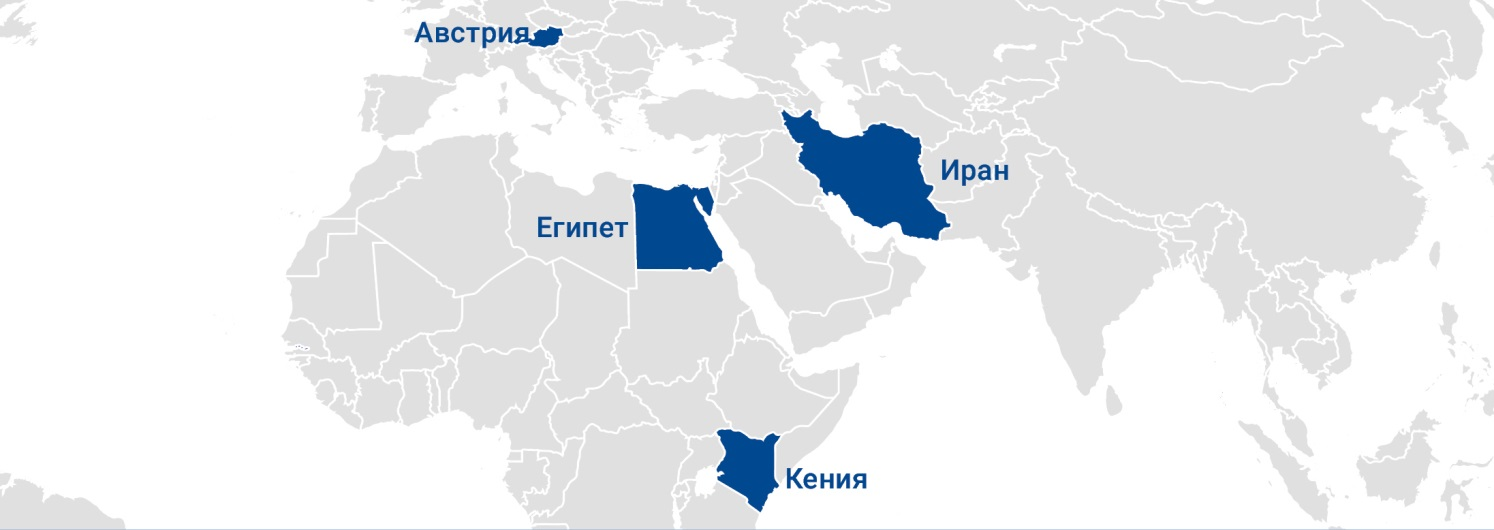 Австрия
Иран
Египет
Кения